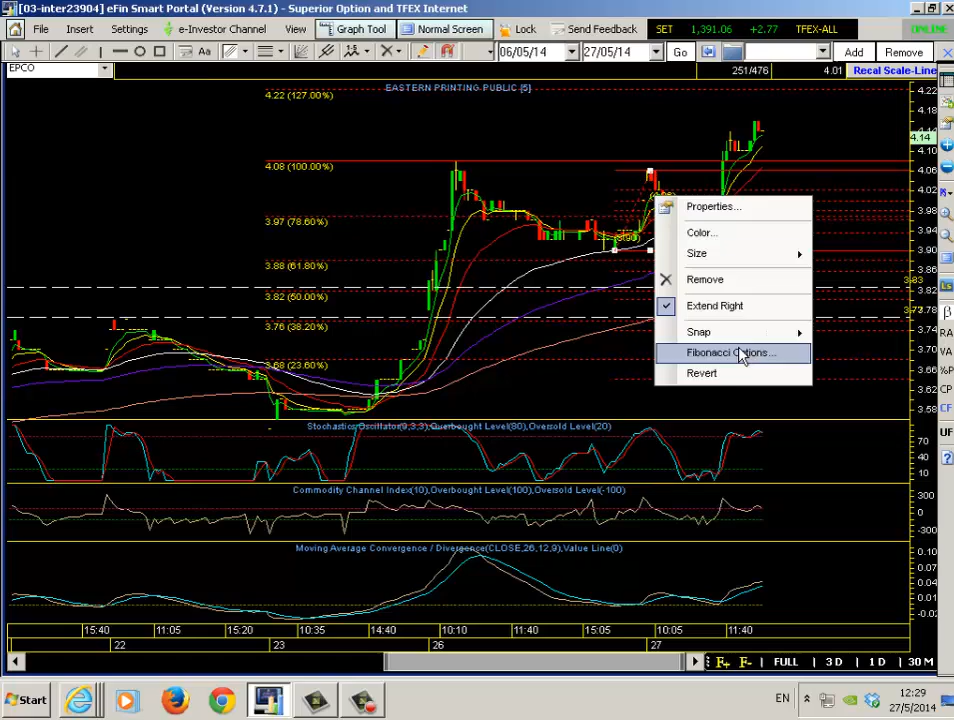 [03-inter23904] eFin Smart Portal (Version 4.7.1) - Superior Option and TFEX Internet
File Insert Settings e-Investor Channel View Graph Tool Normal Screen Lock Send Feedback SET 1,391.06 +2.77 TFEX-ALL ONLINE
Aa 06/05/14 27/05/14 Go Add Remove
EPCO 251/476 4.01 Recal Scale-Line
EASTERN PRINTING PUBLIC [5]
4.22 (127.00%)
4.08 (100.00%)
3.97 (78.60%)
3.88 (61.80%)
3.82 (50.00%)
3.76 (38.20%)
3.68 (23.60%)
(3.90)
Properties...
Color...
Size
Remove
Extend Right
Snap
Fibonacci Options...
Revert
4.22
4.18
4.14
4.10
4.06
4.02
3.98
3.94
3.90
3.86
3.83
3.82
3.78
3.74
3.70
3.66
3.62
3.58
RA
VA
%P
CP
CF
UF
Stochastics Oscillator(9,3,3),Overbought Level(80),Oversold Level(20)
70
40
10
Commodity Channel Index(10),Overbought Level(100),Oversold Level(-100)
300
0
-300
Moving Average Convergence / Divergence(CLOSE,26,12,9),Value Line(0)
0.10
0.07
0.04
0.01
-0.02
15:40 11:05 15:20 10:35 14:40 10:10 11:40 15:05 10:05 11:40
22 23 26 27
F+ F- FULL 3 D 1 D 30 M
Start EN 12:29
27/5/2014